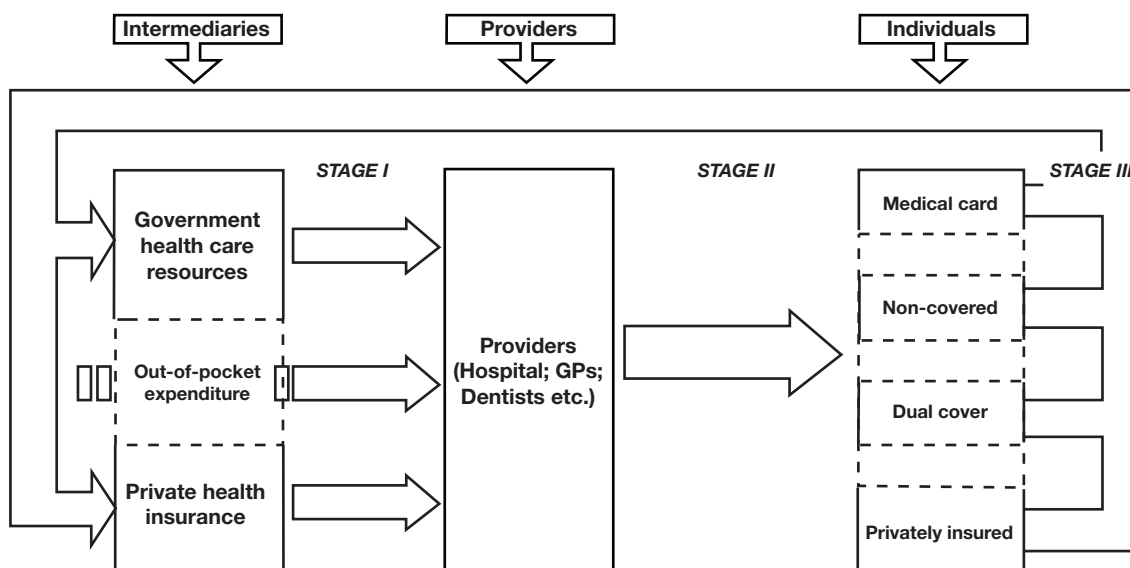 Intermediaries
Providers
Individuals
STAGE I
STAGE II
STAGE III
Government
health care
resources
Out-of-pocket
expenditure
Private health
insurance
Providers
(Hospital; GPs;
Dentists etc.)
Medical card
Non-covered
Dual cover
Privately insured